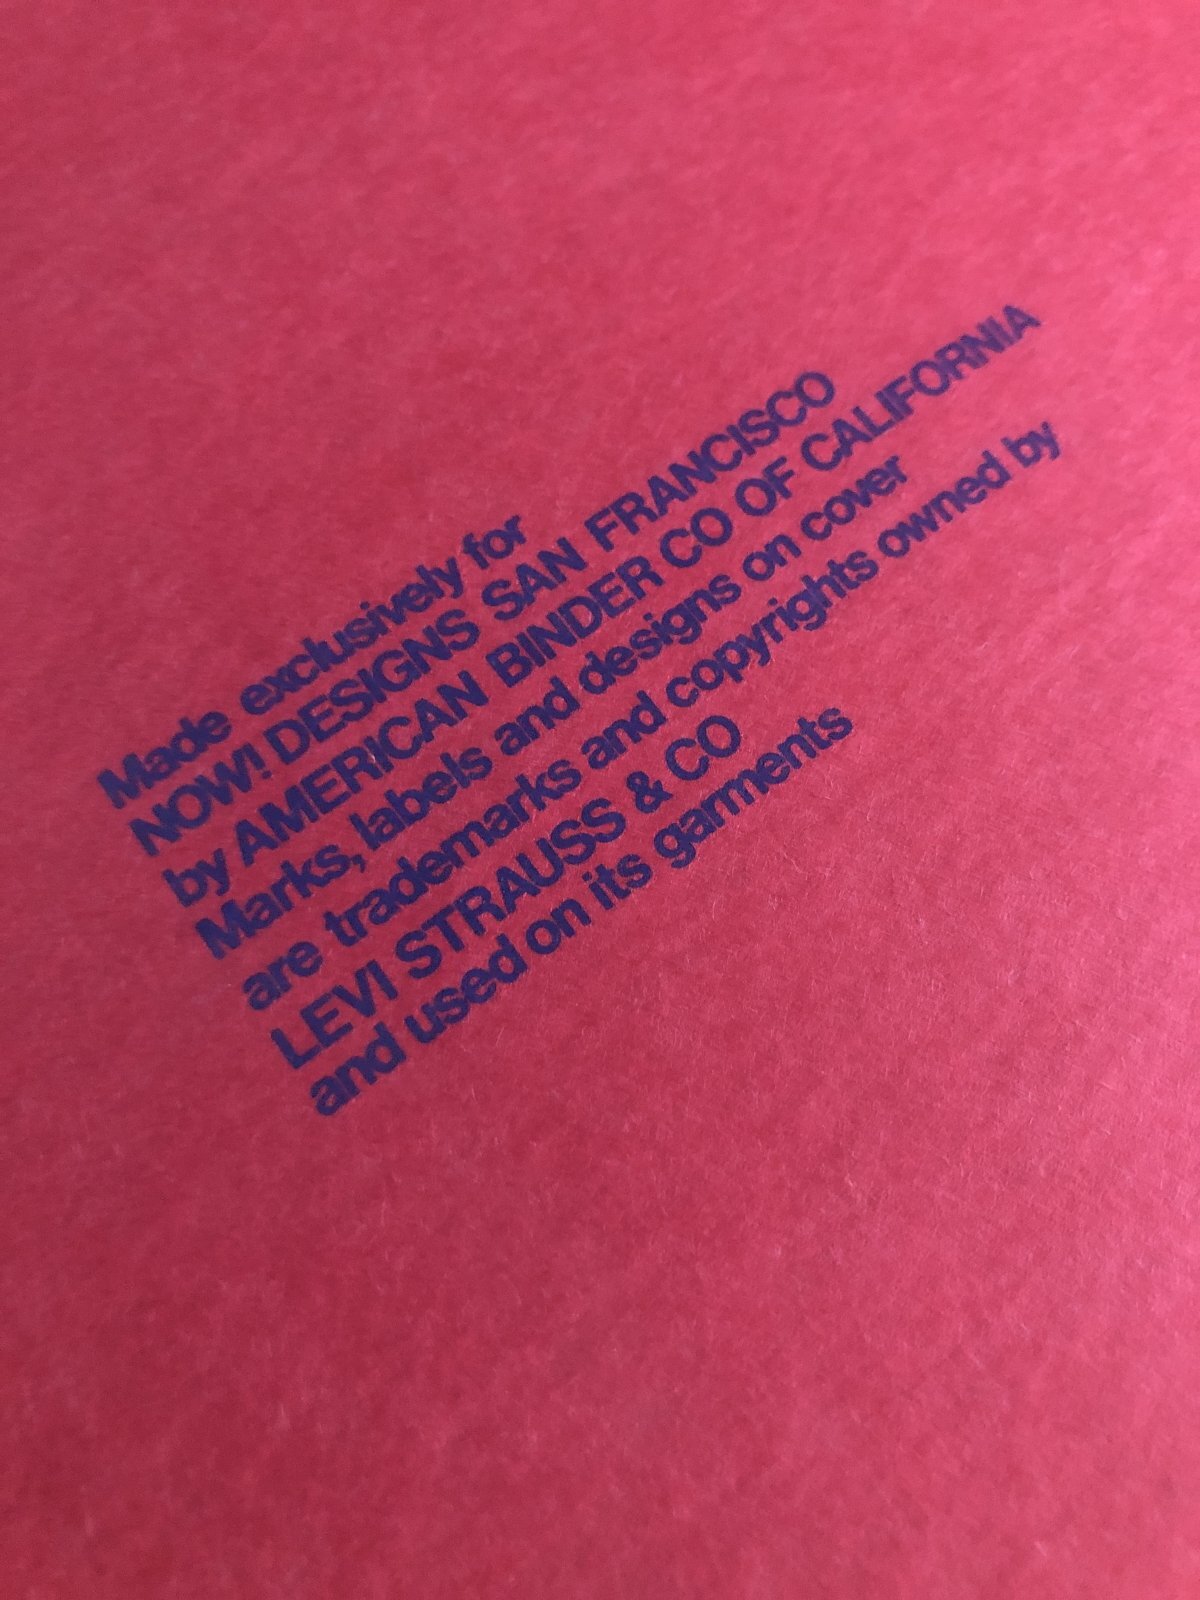 Made exclusively for
NOW! DESIGNS SAN FRANCISCO
by AMERICAN BINDER CO OF CALIFORNIA
Marks, labels and designs on cover
are trademarks and copyrights owned by
LEVI STRAUSS & CO
and used on its garments